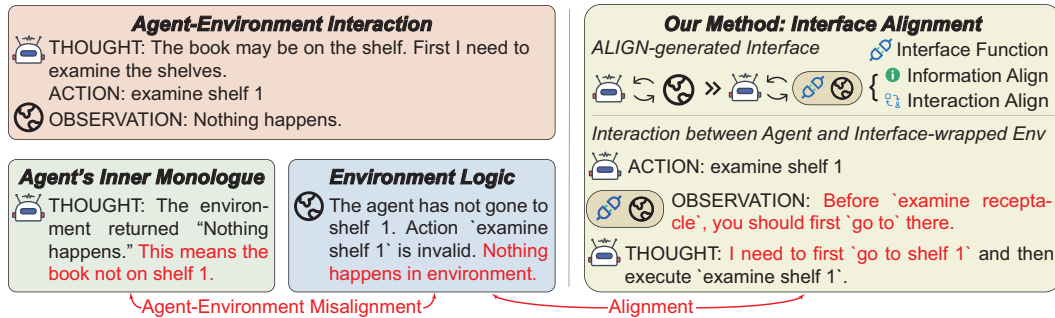 Agent-Environment Interaction
THOUGHT: The book may be on the shelf. First I need to
examine the shelves.
ACTION: examine shelf 1
OBSERVATION: Nothing happens.
Agent's Inner Monologue
THOUGHT: The environ-
ment returned “Nothing
happens.” This means the
book not on shelf 1.
Environment Logic
The agent has not gone to
shelf 1. Action `examine
shelf 1` is invalid. Nothing
happens in environment.
Agent-Environment Misalignment
Alignment
Our Method: Interface Alignment
ALIGN-generated Interface
Interface Function
Information Align
Interaction Align
Interaction between Agent and Interface-wrapped Env
ACTION: examine shelf 1
OBSERVATION: Before `examine recepta-
cle`, you should first `go to` there.
THOUGHT: I need to first `go to shelf 1` and then
execute `examine shelf 1`.